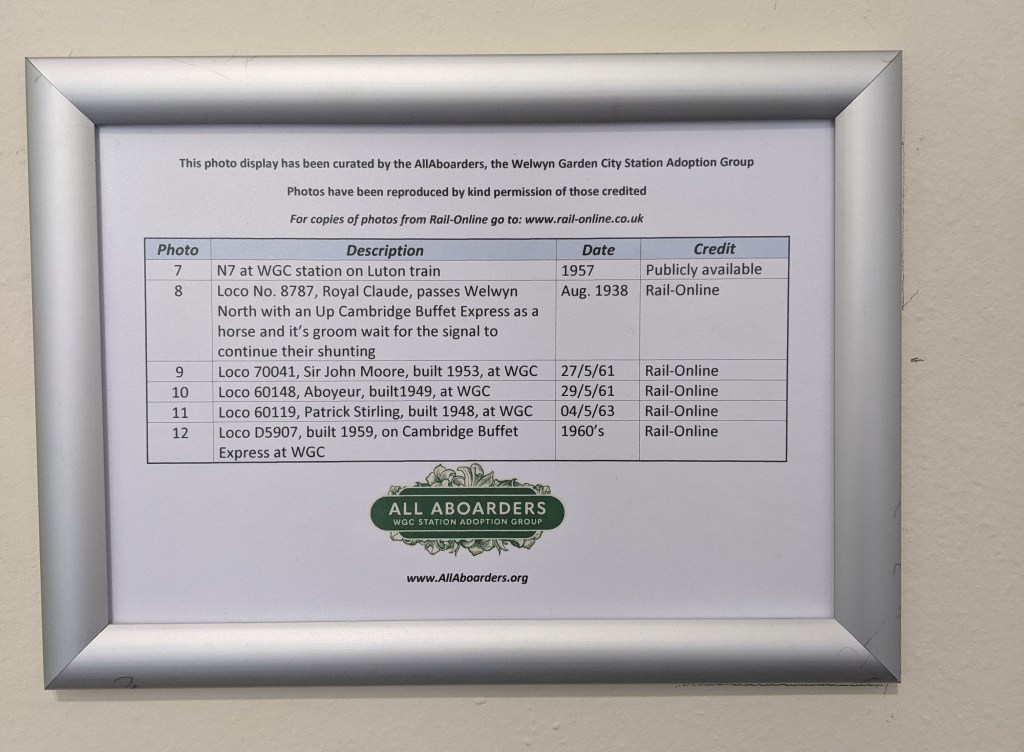 This photo display has been curated by the AllAboarders, the Welwyn Garden City Station Adoption Group
Photos have been reproduced by kind permission of those credited
For copies of photos from Rail-Online go to: www.rail-online.co.uk
Photo Description Date Credit
7 N7 at WGC station on Luton train 1957 Publicly available
8 Loco No. 8787, Royal Claude, passes Welwyn Aug. 1938 Rail-Online
North with an Up Cambridge Buffet Express as a
horse and it's groom wait for the signal to
continue their shunting
9 Loco 70041, Sir John Moore, built 1953, at WGC 27/5/61 Rail-Online
10 Loco 60148, Aboyeur, built1949, at WGC 29/5/61 Rail-Online
11 Loco 60119, Patrick Stirling, built 1948, at WGC 04/5/63 Rail-Online
12 Loco D5907, built 1959, on Cambridge Buffet 1960's Rail-Online
Express at WGC
ALL ABOARDERS
WGC STATION ADOPTION GROUP
www.AllAboarders.org